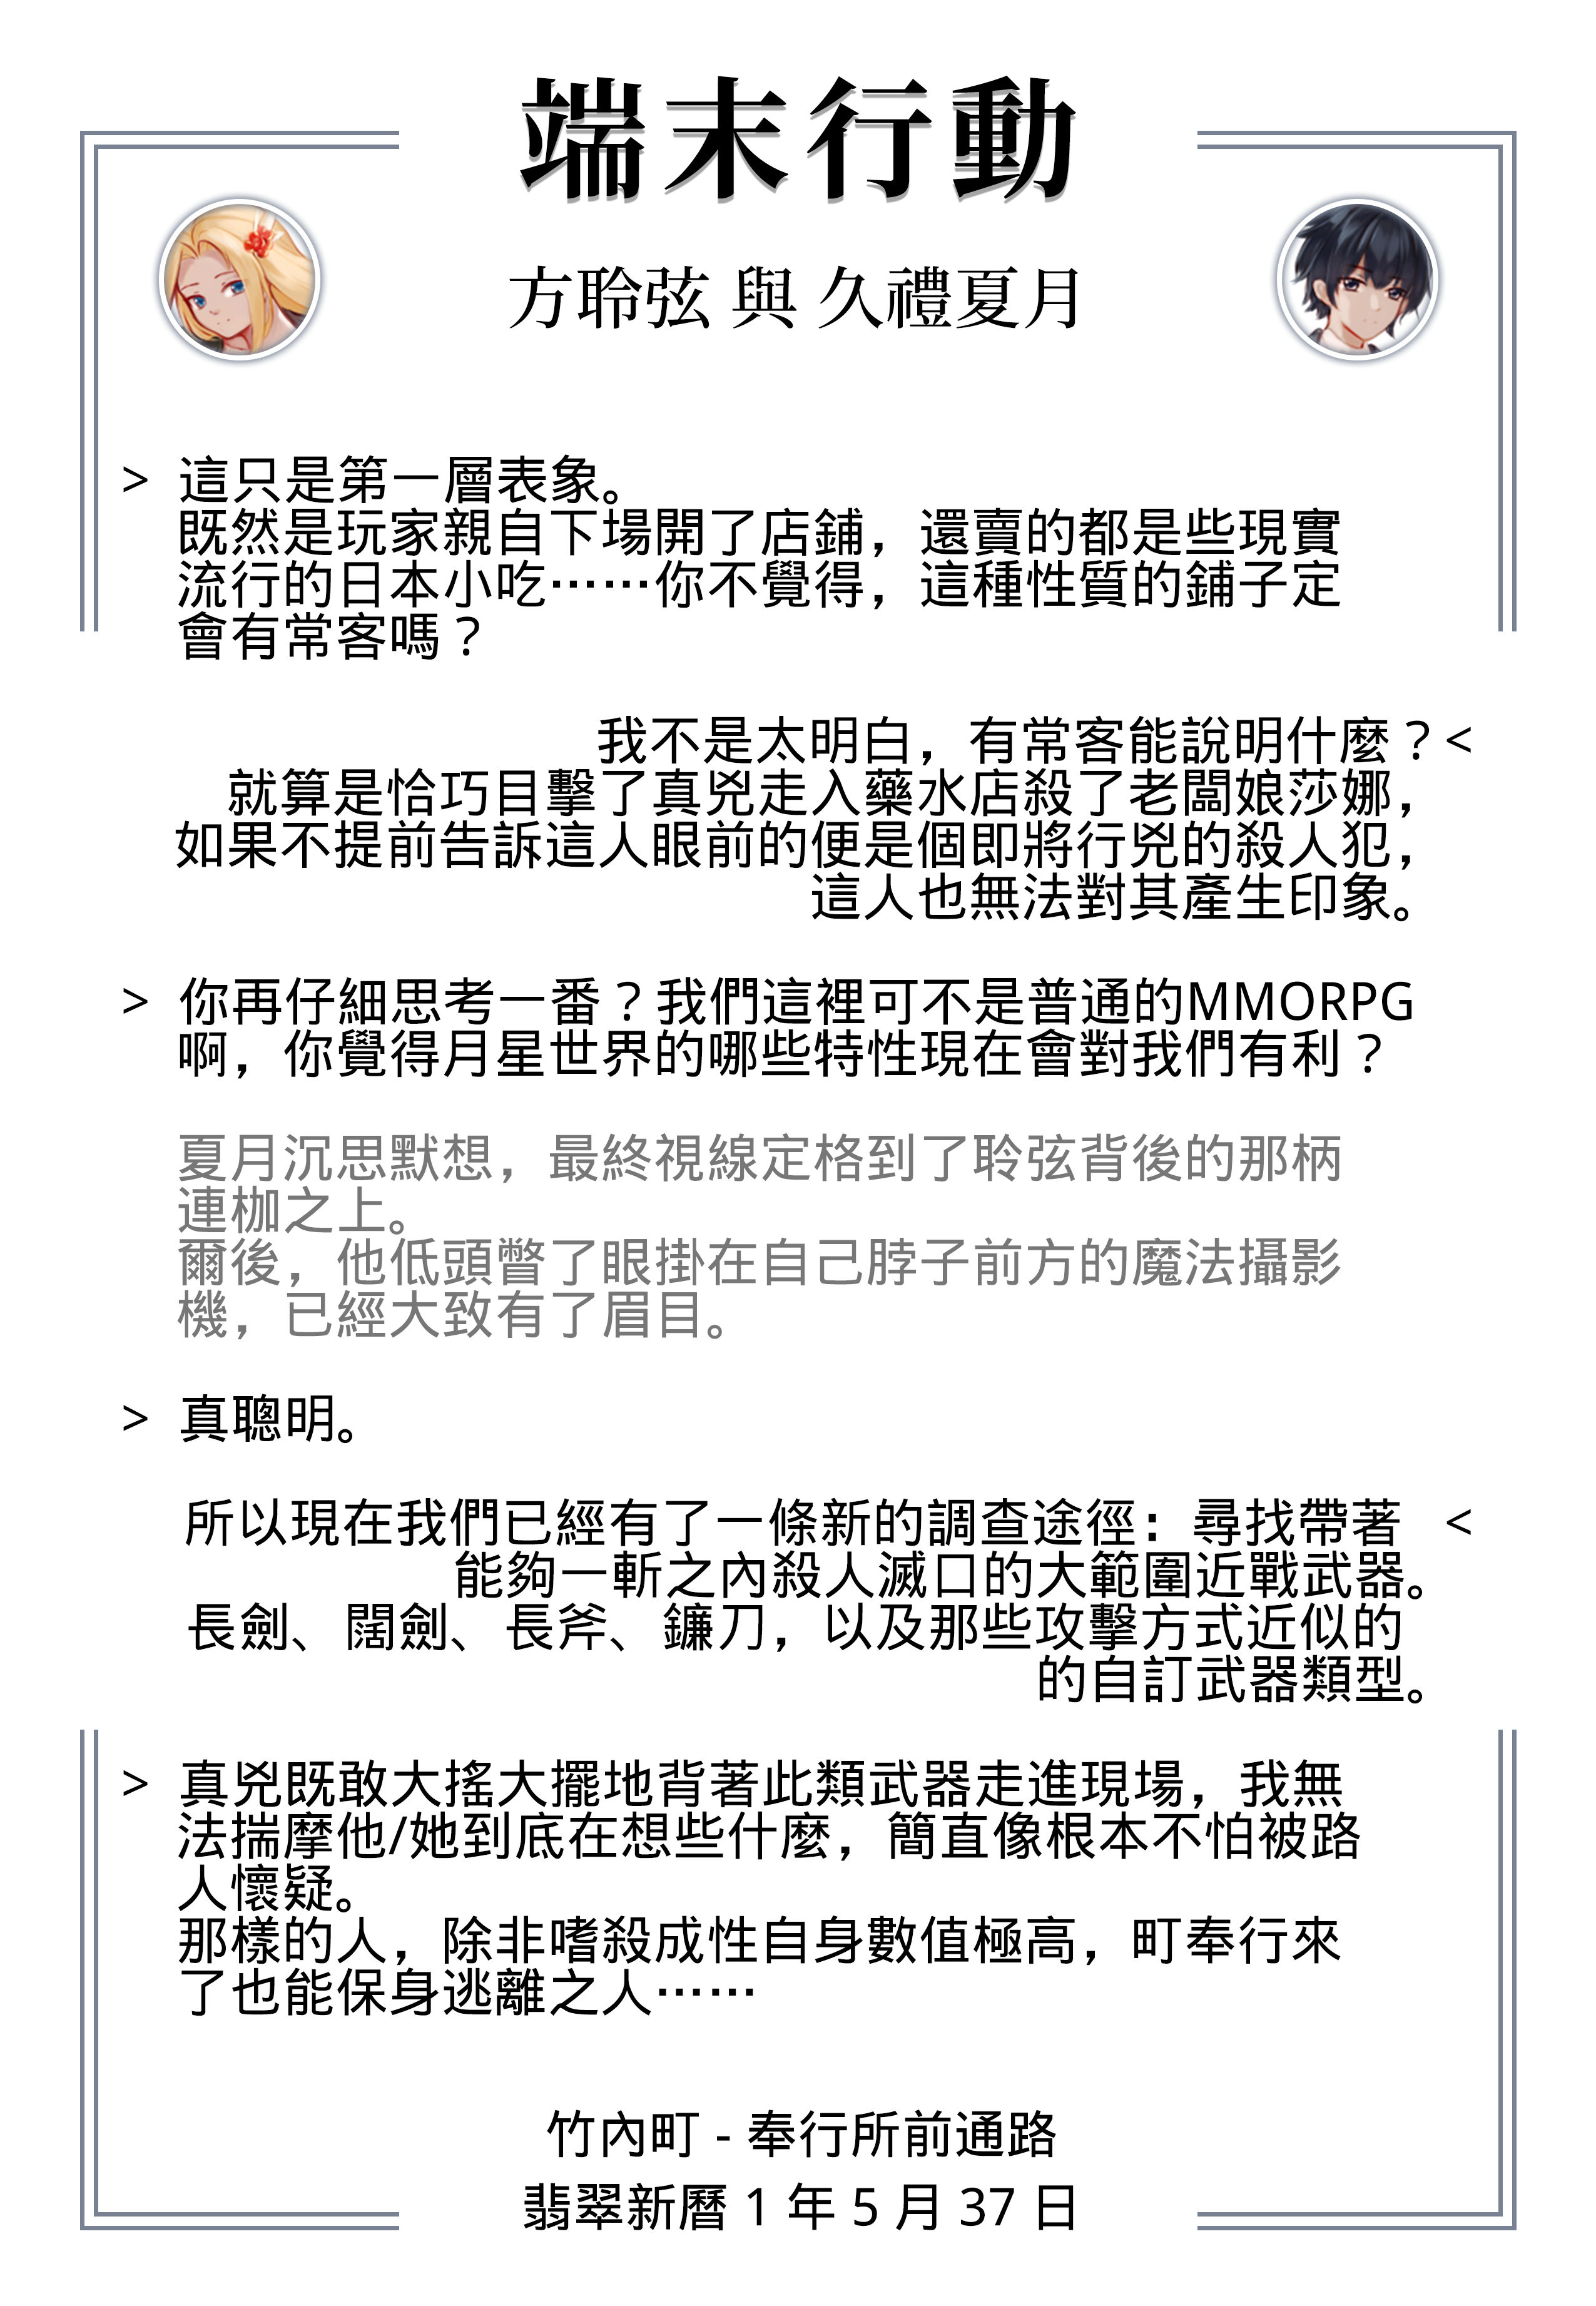 端末行動
方聆弦 與 久禮夏月
> 這只是第一層表象。
既然是玩家親自下場開了店鋪，還賣的都是些現實
流行的日本小吃……你不覺得，這種性質的鋪子定
會有常客嗎？
我不是太明白，有常客能說明什麼？<
就算是恰巧目擊了真兇走入藥水店殺了老闆娘莎娜，
如果不提前告訴這人眼前的便是個即將行兇的殺人犯，
這人也無法對其產生印象。
> 你再仔細思考一番？我們這裡可不是普通的MMORPG
啊，你覺得月星世界的哪些特性現在會對我們有利？
夏月沉思默想，最終視線定格到了聆弦背後的那柄
連枷之上。
爾後，他低頭瞥了眼掛在自己脖子前方的魔法攝影
機，已經大致有了眉目。
> 真聰明。
所以現在我們已經有了一條新的調查途徑：尋找帶著 <
能夠一斬之內殺人滅口的大範圍近戰武器。
長劍、闊劍、長斧、鐮刀，以及那些攻擊方式近似的
的自訂武器類型。
> 真兇既敢大搖大擺地背著此類武器走進現場，我無
法揣摩他/她到底在想些什麼，簡直像根本不怕被路
人懷疑。
那樣的人，除非嗜殺成性自身數值極高，町奉行來
了也能保身逃離之人……
竹內町 - 奉行所前通路
翡翠新曆 1 年 5 月 37 日